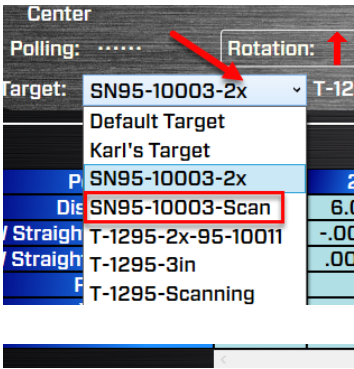 Center
Polling: ...... Rotation:
Target: SN95-10003-2x T-12
Default Target
Karl's Target
SN95-10003-2x 2
SN95-10003-Scan 6.0
Straigh T-1295-2x-95-10011 -.00
Straigh T-1295-3in .00
T-1295-Scanning